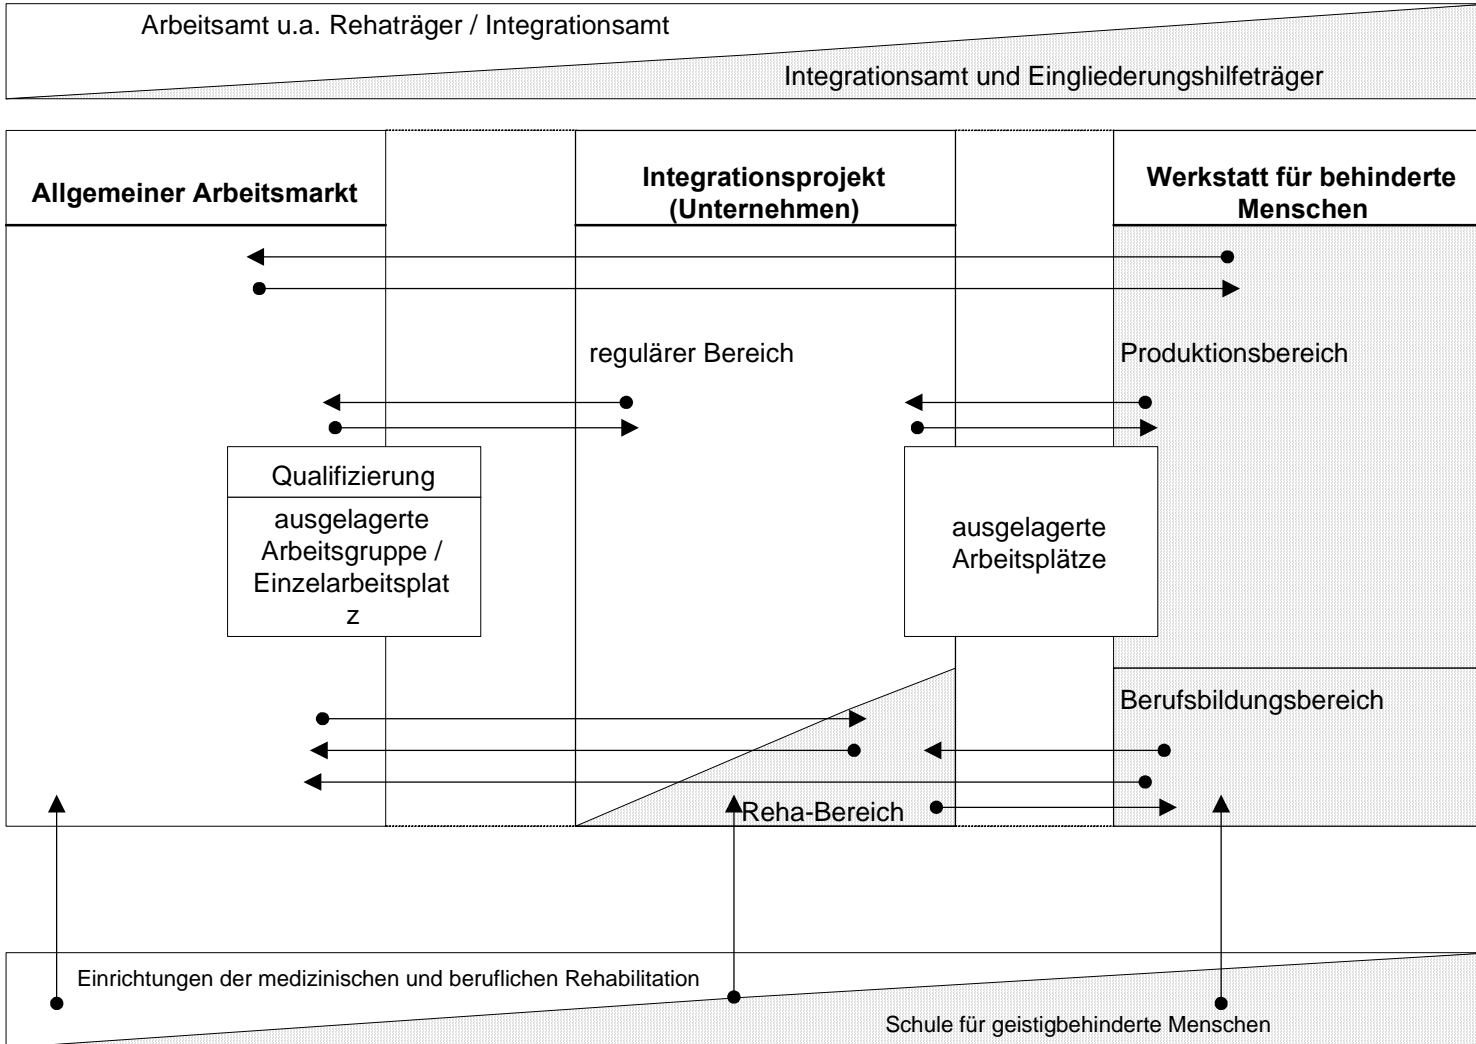 Arbeitsamt u.a. Rehaträger / Integrationsamt
Integrationsamt und Eingliederungshilfeträger
Allgemeiner Arbeitsmarkt
Integrationsprojekt
(Unternehmen)
Werkstatt für behinderte
Menschen
regulärer Bereich
Produktionsbereich
Qualifizierung
ausgelagerte
Arbeitsgruppe /
Einzelarbeitsplat
z
ausgelagerte
Arbeitsplätze
Berufsbildungsbereich
Reha-Bereich
Einrichtungen der medizinischen und beruflichen Rehabilitation
Schule für geistigbehinderte Menschen